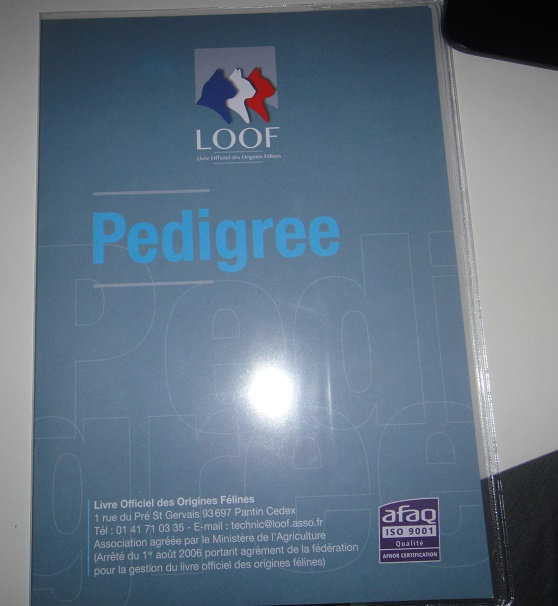 LOOF
Livre Officiel des Origines Félines
Pedigree
Pedi
gree
Livre Officiel des Origines Félines
1 rue du Pré St Gervais 93697 Pantin Cedex
Tél : 01 41 71 03 35 - E-mail : technic@loof.asso.fr
Association agréée par le Ministère de l'Agriculture
(Arrêté du 1er août 2006 portant agrément de la fédération
pour la gestion du livre officiel des origines félines)
afaq
ISO 9001
Qualité
AFNOR CERTIFICATION